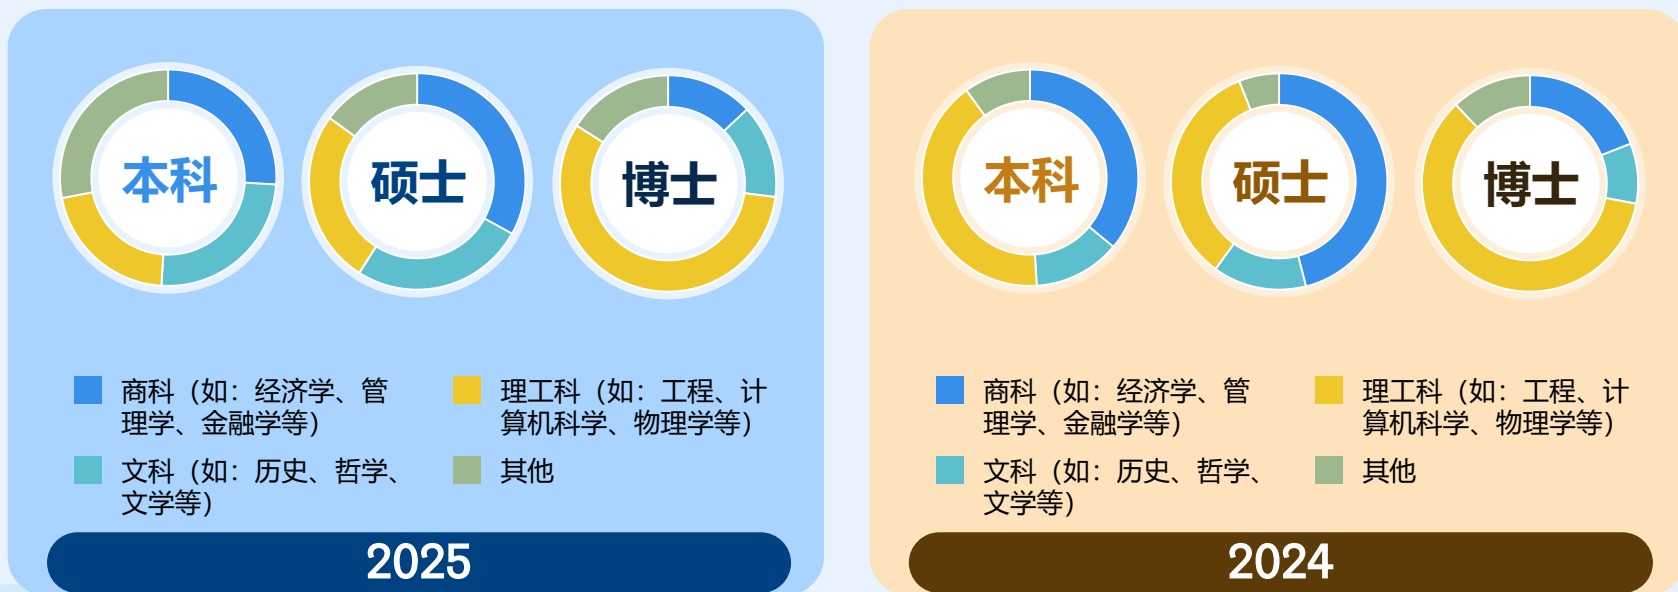 本科
硕士
博士
商科（如：经济学、管
理学、金融学等）
理工科（如：工程、计
算机科学、物理学等）
文科（如：历史、哲学、
文学等）
其他
2025
本科
硕士
博士
商科（如：经济学、管
理学、金融学等）
理工科（如：工程、计
算机科学、物理学等）
文科（如：历史、哲学、
文学等）
其他
2024